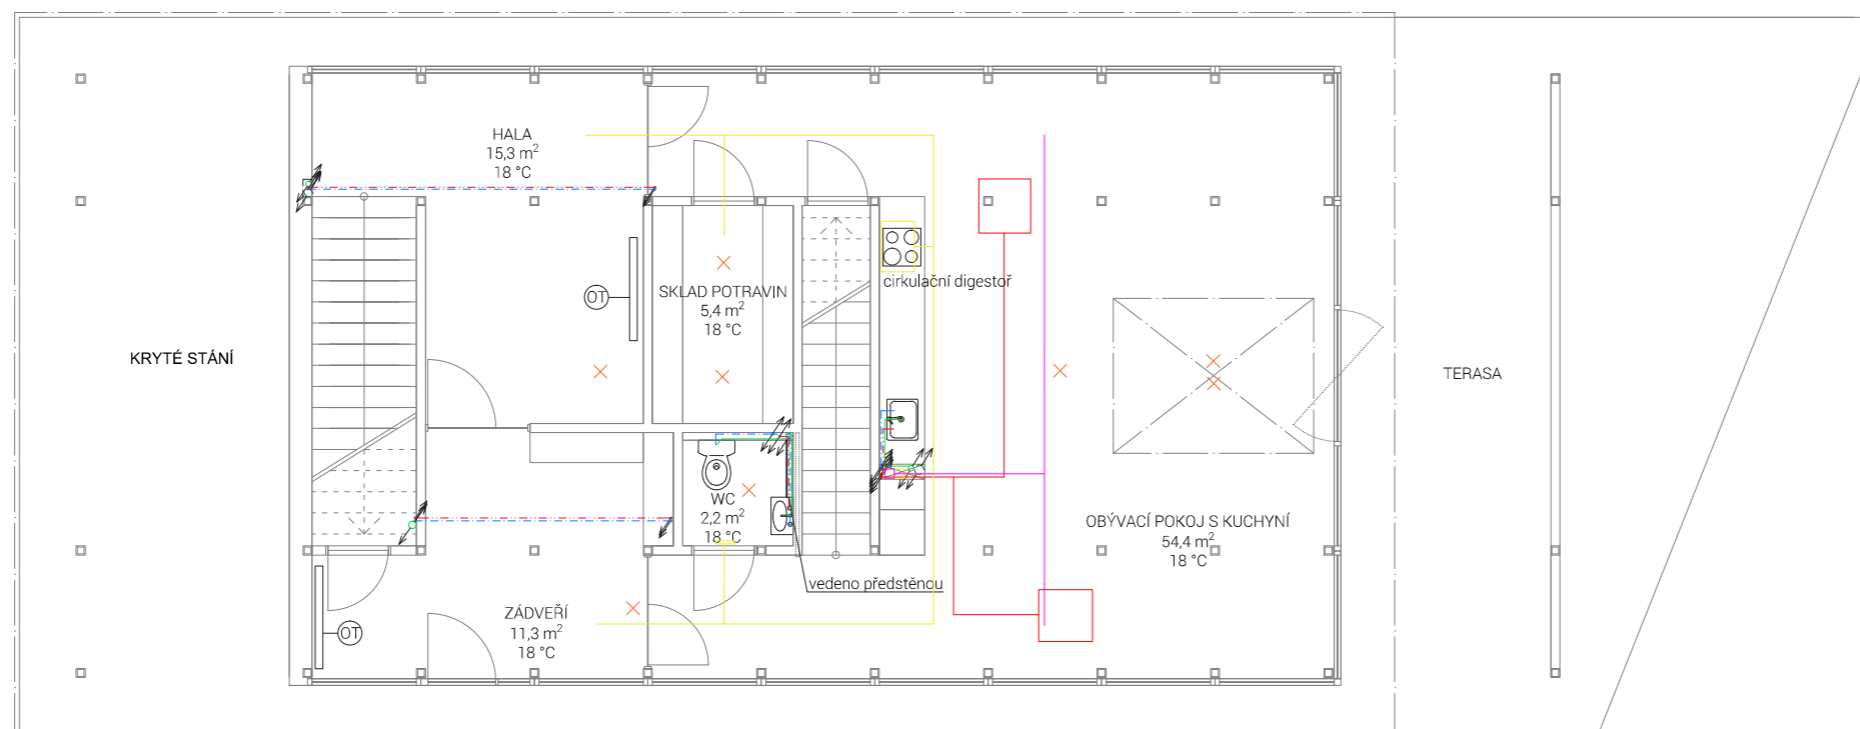 HALA
15,3 m²
18 °C
cirkulační digestoř
SKLAD POTRAVIN
5,4 m²
18 °C
OT
KRYTÉ STÁNÍ
TERASA
WC
2,2 m²
18 °C
OBÝVACÍ POKOJ S KUCHYNÍ
54,4 m²
18 °C
vedeno předstěnou
ZÁDVEŘÍ
11,3 m²
18 °C
OT